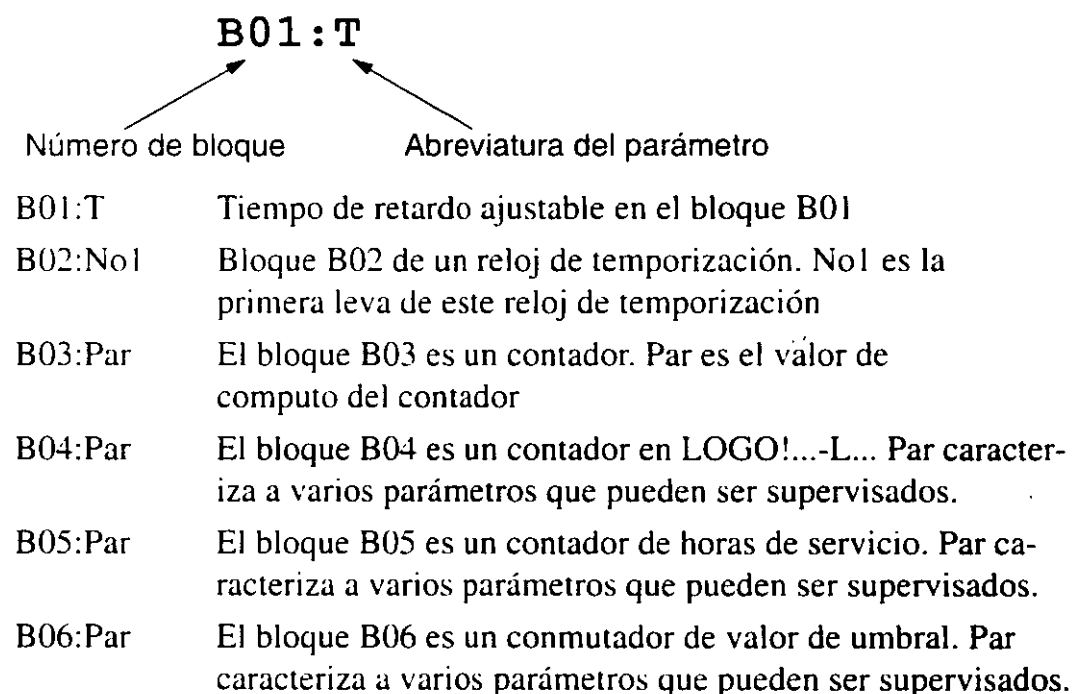 B01:T
Número de bloque Abreviatura del parámetro
B01:T Tiempo de retardo ajustable en el bloque B01
B02:No1 Bloque B02 de un reloj de temporización. No1 es la
primera leva de este reloj de temporización
B03:Par El bloque B03 es un contador. Par es el valor de
computo del contador
B04:Par El bloque B04 es un contador en LOGO!...-L... Par caracter-
iza a varios parámetros que pueden ser supervisados.
B05:Par El bloque B05 es un contador de horas de servicio. Par ca-
racteriza a varios parámetros que pueden ser supervisados.
B06:Par El bloque B06 es un conmutador de valor de umbral. Par
caracteriza a varios parámetros que pueden ser supervisados.